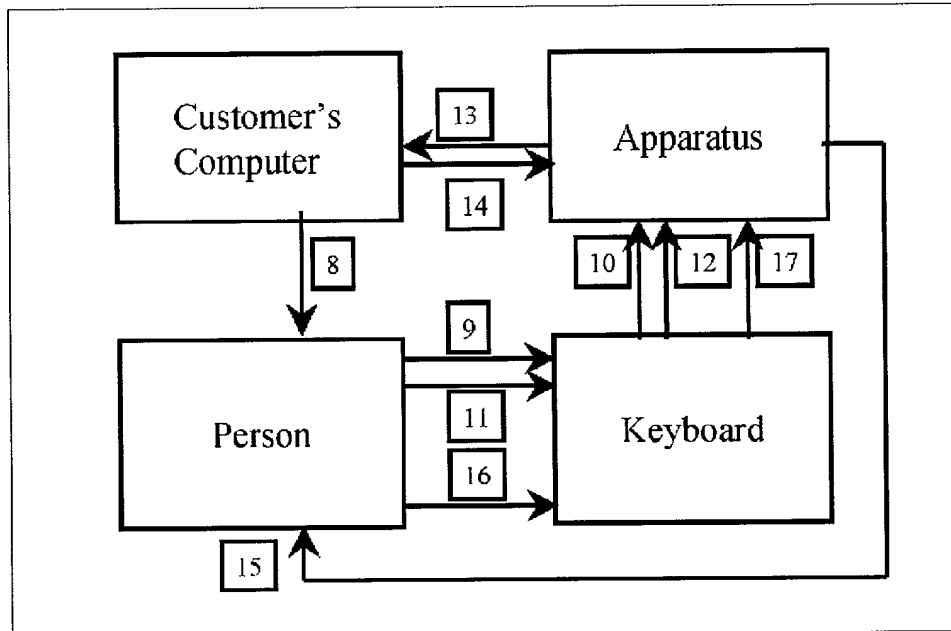 Customer's
Computer
13
14
Apparatus
8
10
12
17
Person
9
11
16
Keyboard
15